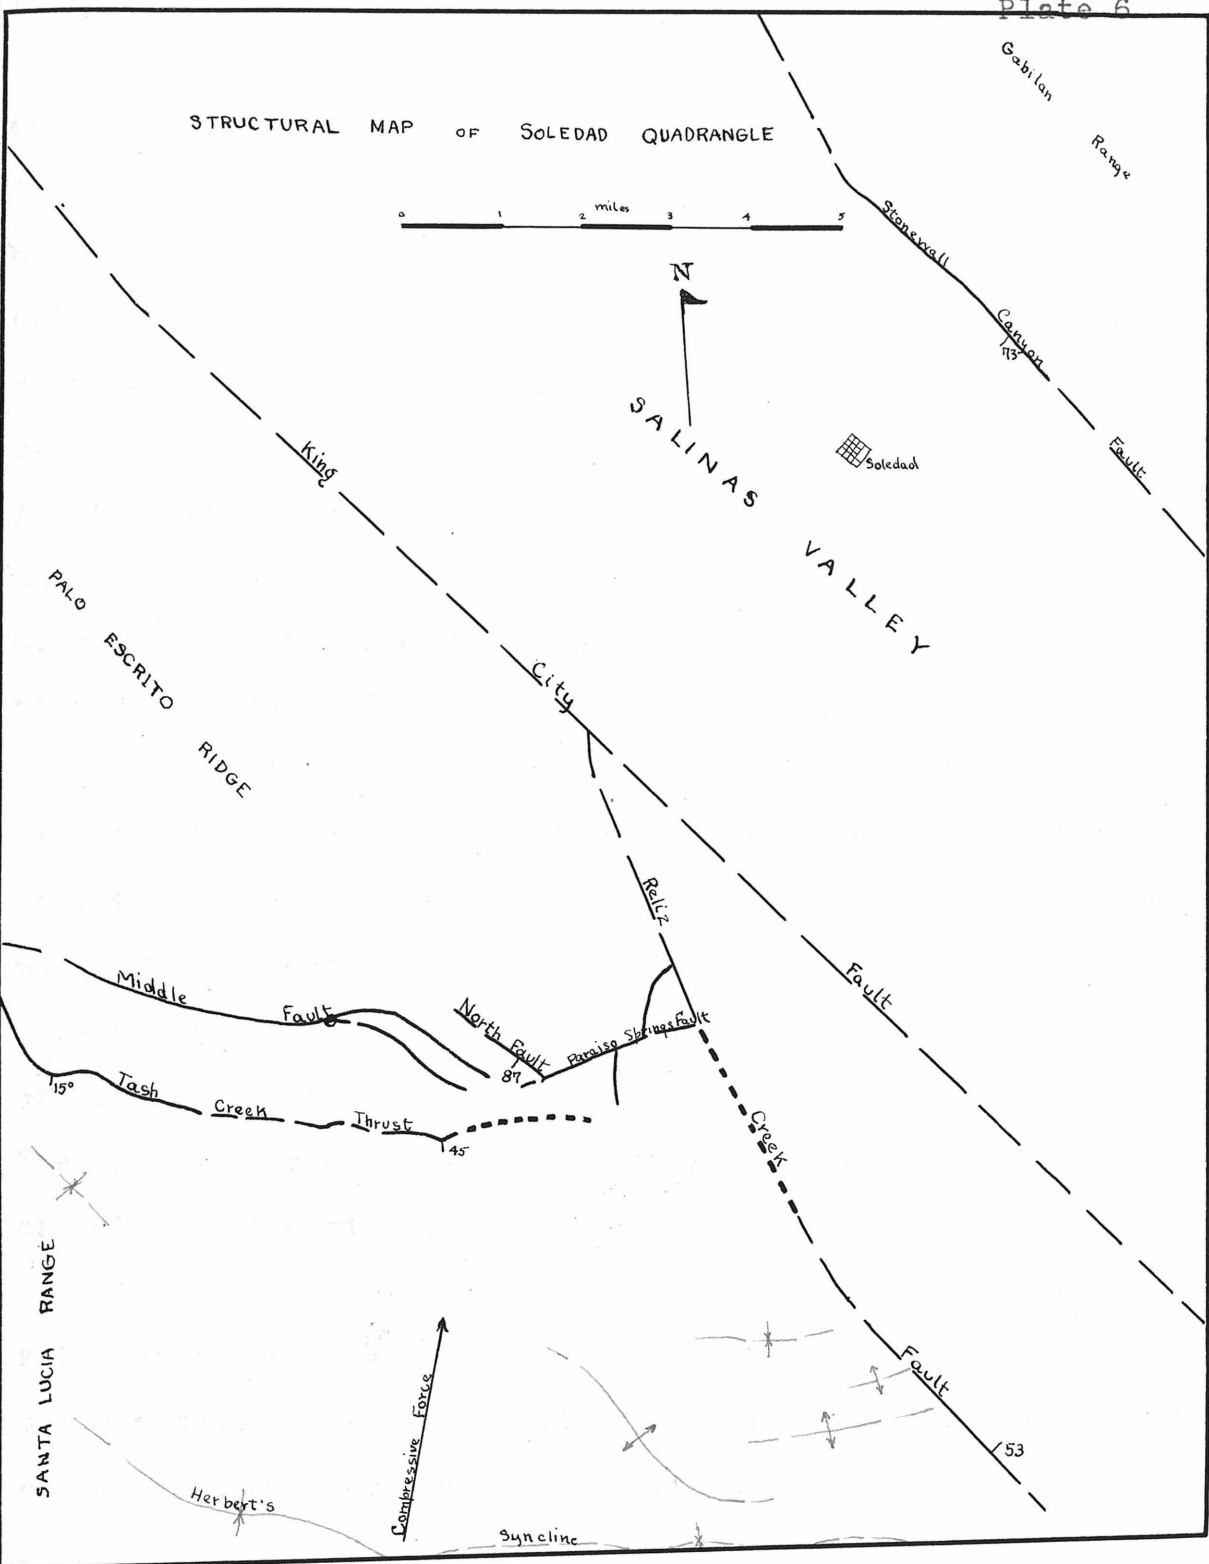 Plate 6
Gabilan
Range
STRUCTURAL MAP OF SOLEDAD QUADRANGLE
miles
0 1 2 3 4 5
N
Stonewall
Canyon
73
Fault
SALINAS
VALLEY
Soledad
King
City
Fault
PALO
ESCRITO
RIDGE
Reliz
Creek
Fault
53
Middle
Fault
North Fault
87
Paraiso Springs Fault
15°
Tash
Creek
Thrust
45
SANTA LUCIA RANGE
Compressive Force
Herbert's
Syncline